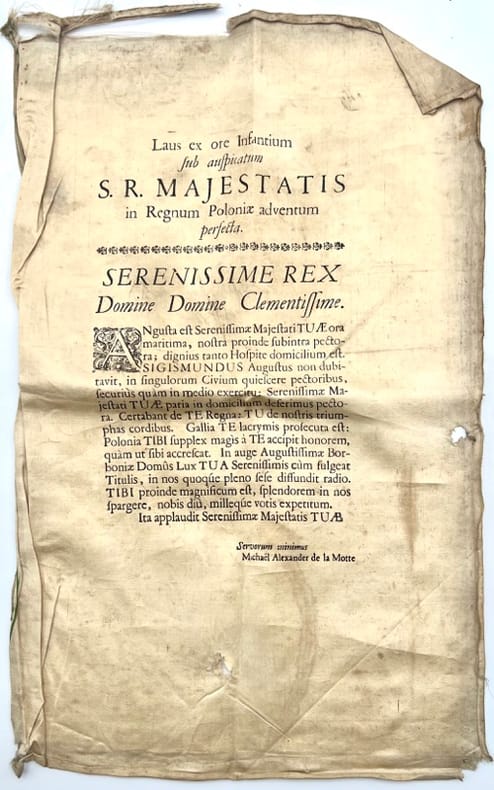 Laus ex ore Infantium
ſub auſpicatum
S. R. MAJESTATIS
in Regnum Poloniæ adventum
perfecta.
SERENISSIME REX
Domine Domine Clementiſſime.
ANguſta eſt Sereniſſimæ Majeſtati TUÆ ora
maritima, noſtra proinde ſubintra pecto-
ra; dignius tanto Hoſpite domicilium eſt.
SIGISMUNDUS Auguſtus non dubi-
tavit, in ſingulorum Civium quieſcere pectoribus,
ſecuriùs quàm in medio exercitu: Sereniſſimæ Ma-
jeſtati TUÆ paria in domicilium deferimus pecto-
ra. Certabant de TE Regna: TU de noſtris trium-
phas cordibus. Gallia TE lacrymis proſecuta eſt:
Polonia TIBI ſupplex magis à TE accipit honorem,
quàm ut ſibi accreſcat. In auge Auguſtiſſimæ Bor-
boniæ Domûs Lux TUA Sereniſſimis cùm fulgeat
Titulis, in nos quoque pleno ſeſe diffundit radio.
TIBI proinde magnificum eſt, ſplendorem in nos
ſpargere, nobis diù, milleque votis expetitum.
Ita applaudit Sereniſſimæ Majeſtatis TUÆ
Servorum minimus
Michaël Alexander de la Motte